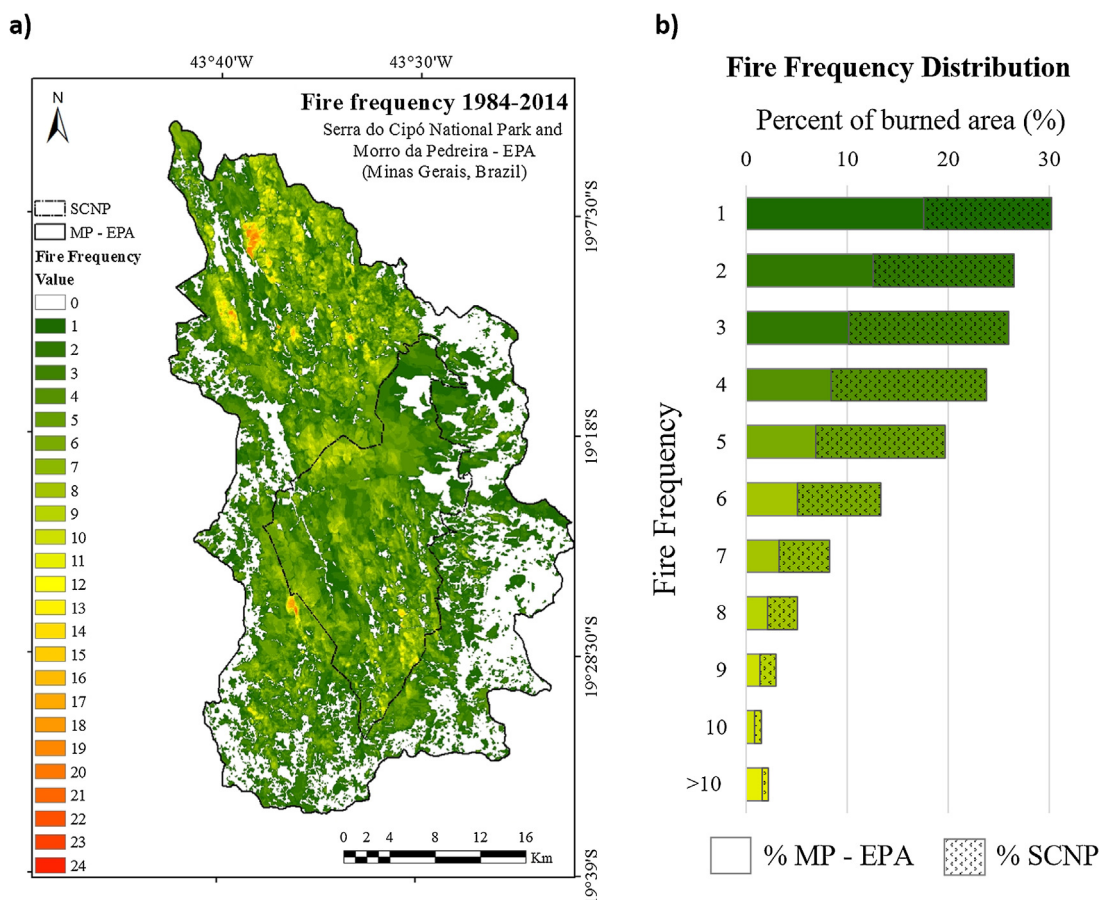 a)
43°40'W
43°30'W
N
Fire frequency 1984-2014
Serra do Cipó National Park and
Morro da Pedreira - EPA
(Minas Gerais, Brazil)
SCNP
MP - EPA
Fire Frequency
Value
0
1
2
3
4
5
6
7
8
9
10
11
12
13
14
15
16
17
18
19
20
21
22
23
24
0 1 2 4 8 12 16
Km
19°7'30"S
19°18'S
19°28'30"S
19°39'S
b)
Fire Frequency Distribution
Percent of burned area (%)
0 10 20 30
Fire Frequency
1
2
3
4
5
6
7
8
9
10
>10
% MP - EPA
% SCNP